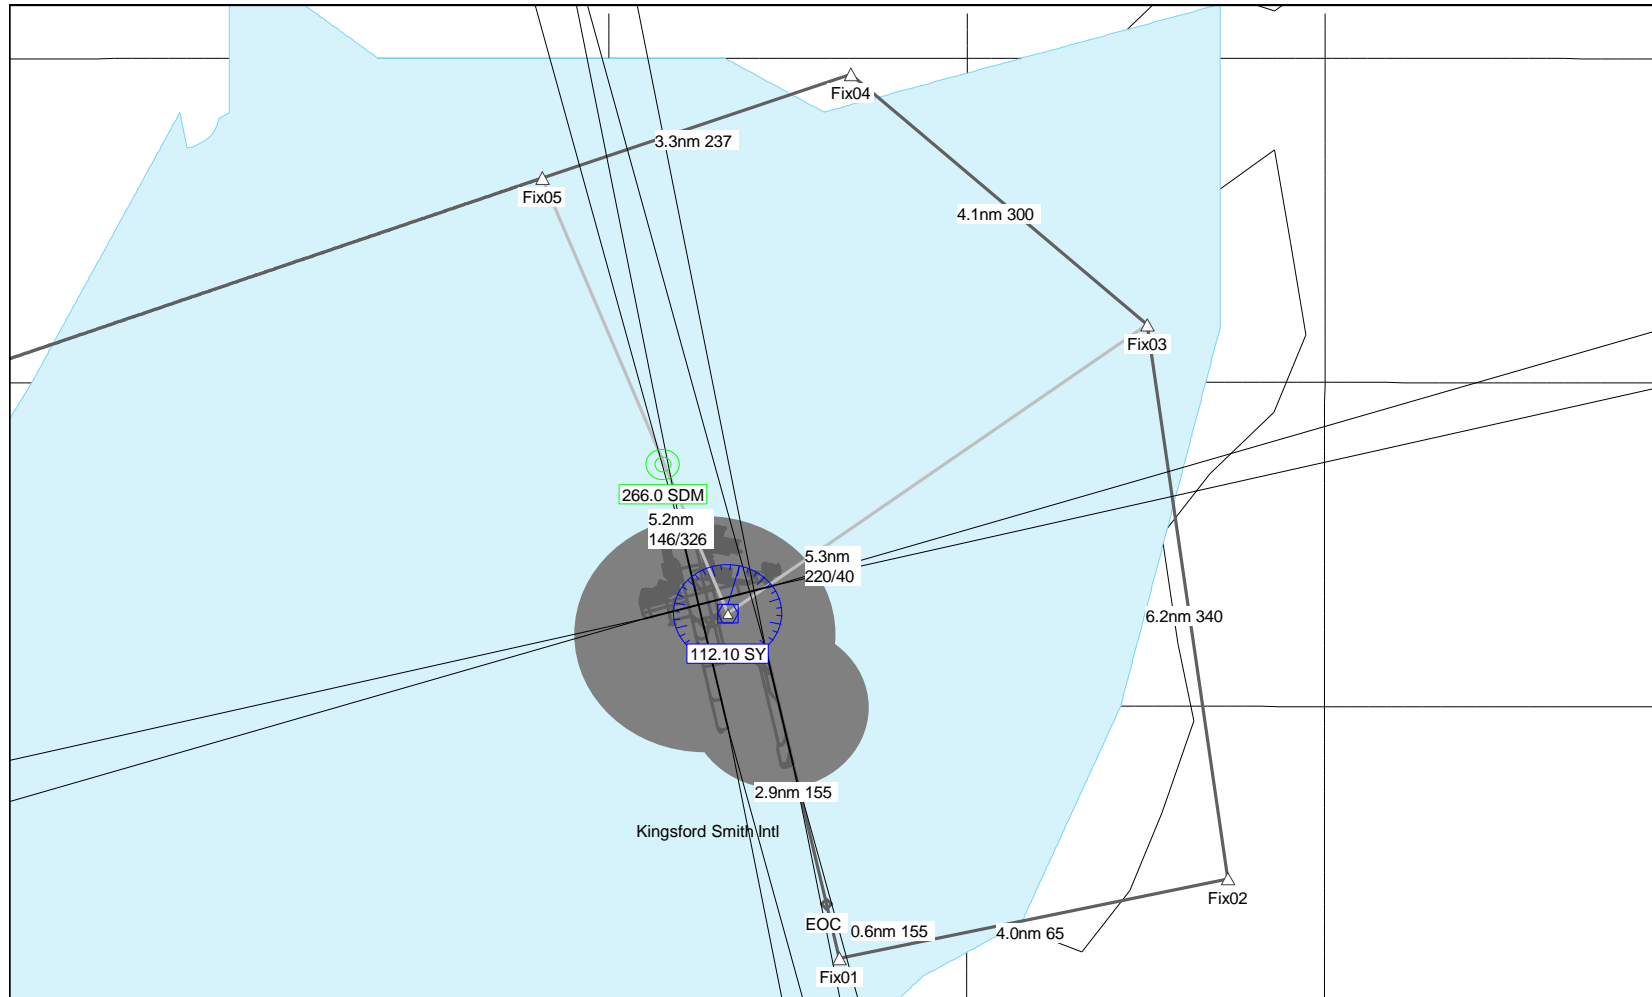 Fix04
3.3nm 237
Fix05
4.1nm 300
Fix03
266.0 SDM
5.2nm
146/326
5.3nm
220/40
6.2nm 340
112.10 SY
2.9nm 155
Kingsford Smith Intl
Fix02
EOC
0.6nm 155
4.0nm 65
Fix01